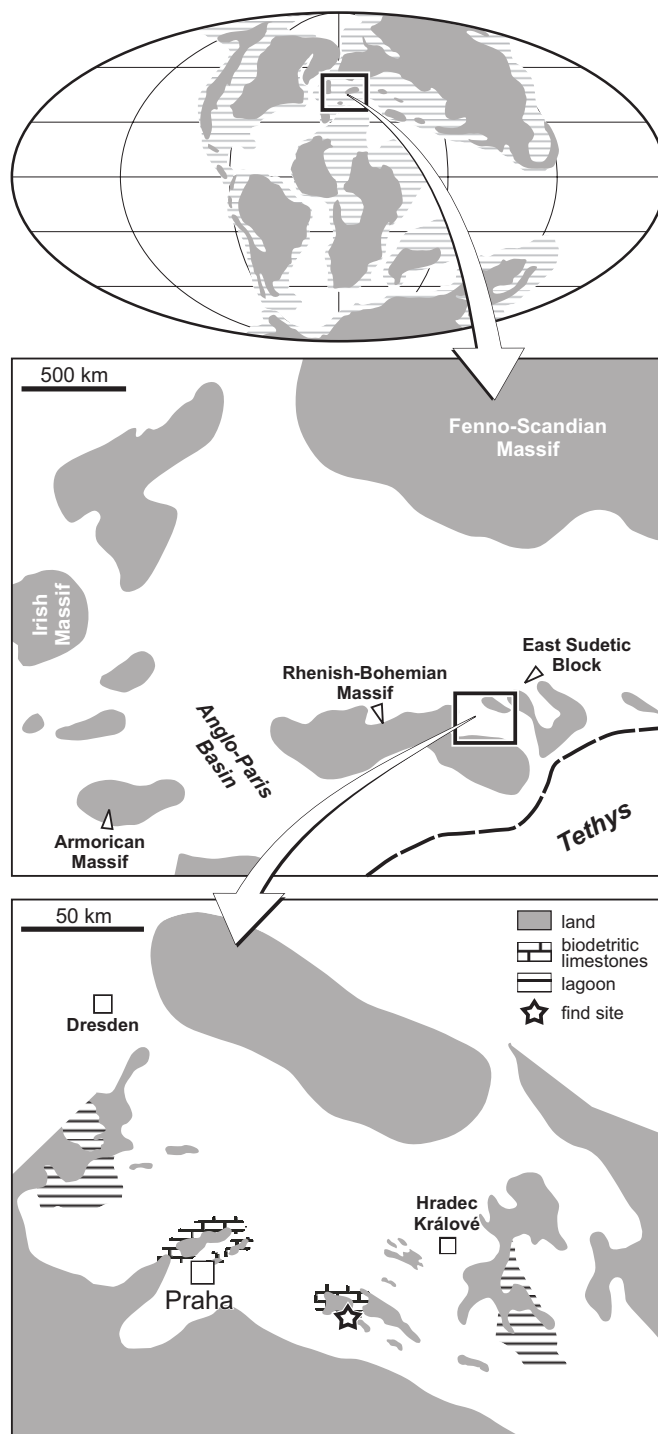 500 km
Fenno-Scandian
Massif
Irish
Massif
East Sudetic
Block
Rhenish-Bohemian
Massif
Anglo-Paris
Basin
Armorican
Massif
Tethys
50 km
land
biodetritic
limestones
lagoon
find site
Dresden
Hradec
Králové
Praha